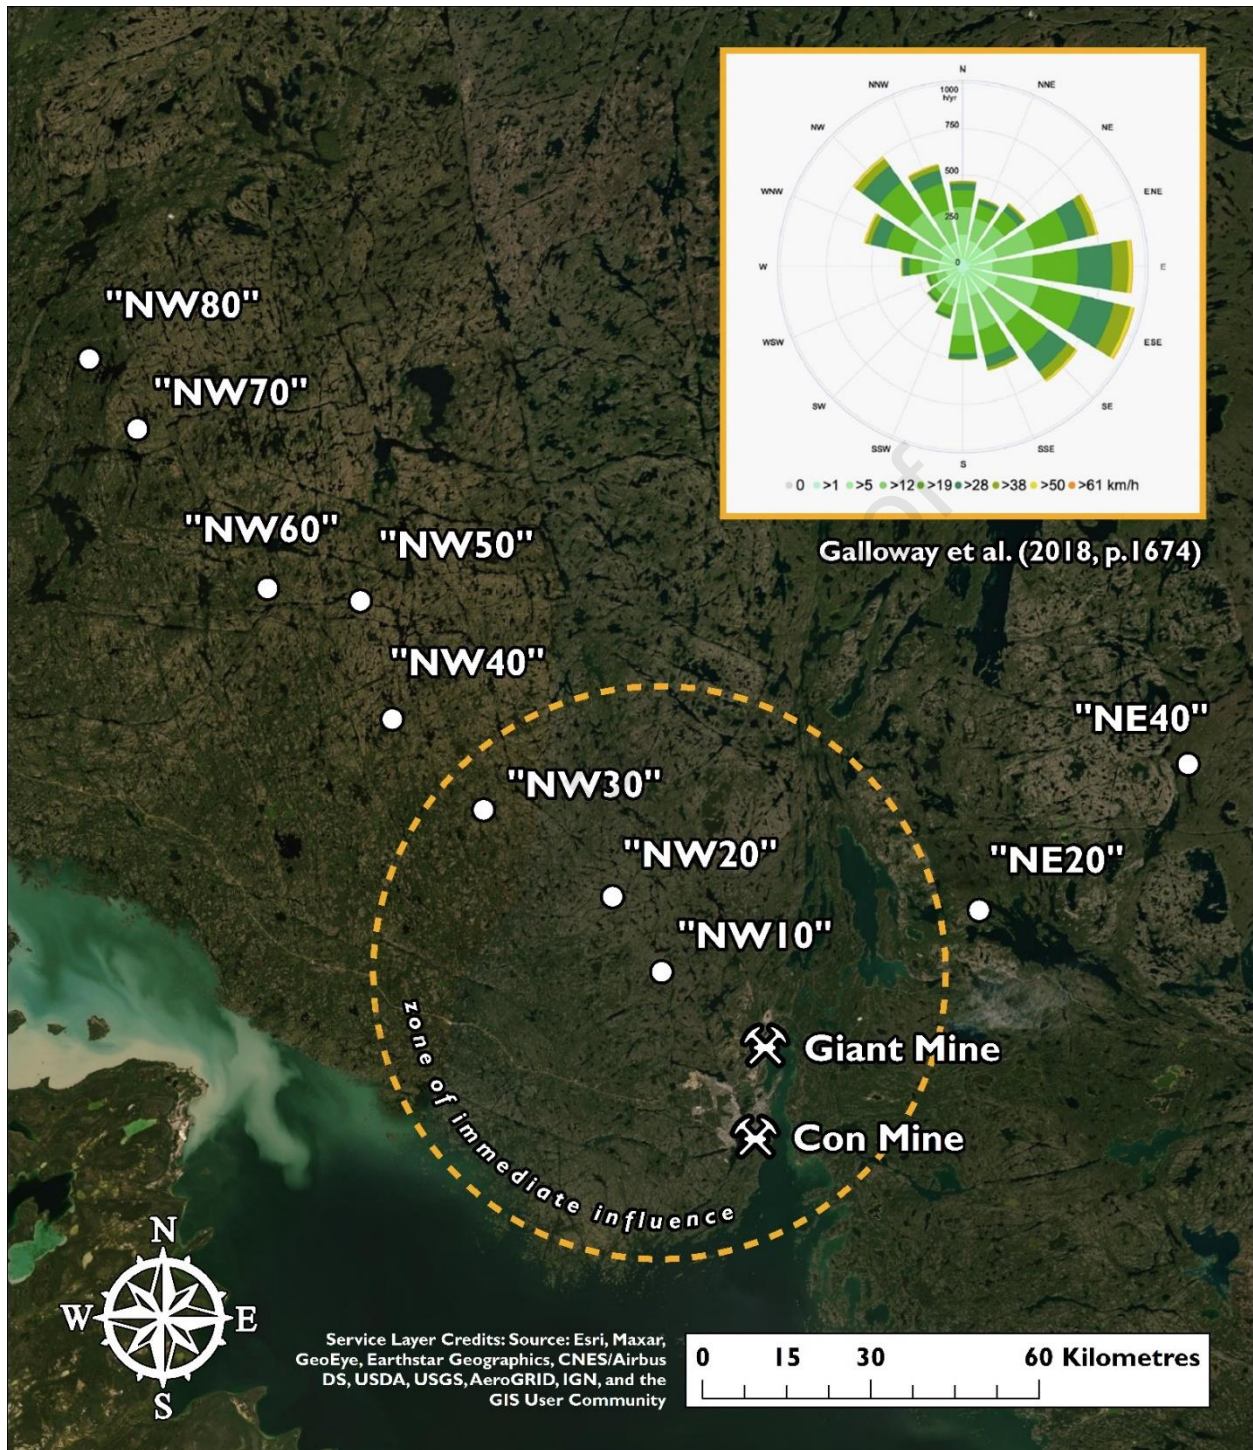 N
NNW
NNE
1000
h/yr
NW
NE
750
500
WNW
ENE
250
0
W
E
WSW
ESE
SW
SE
SSW
SSE
S
0 >1 >5 >12 >19 >28 >38 >50 >61 km/h
Galloway et al. (2018, p.1674)
"NW80"
"NW70"
"NW60"
"NW50"
"NW40"
"NE40"
"NW30"
"NW20"
"NE20"
"NW10"
zone of immediate influence
Giant Mine
Con Mine
N
W
E
S
Service Layer Credits: Source: Esri, Maxar,
GeoEye, Earthstar Geographics, CNES/Airbus
DS, USDA, USGS, AeroGRID, IGN, and the
GIS User Community
0 15 30 60 Kilometres